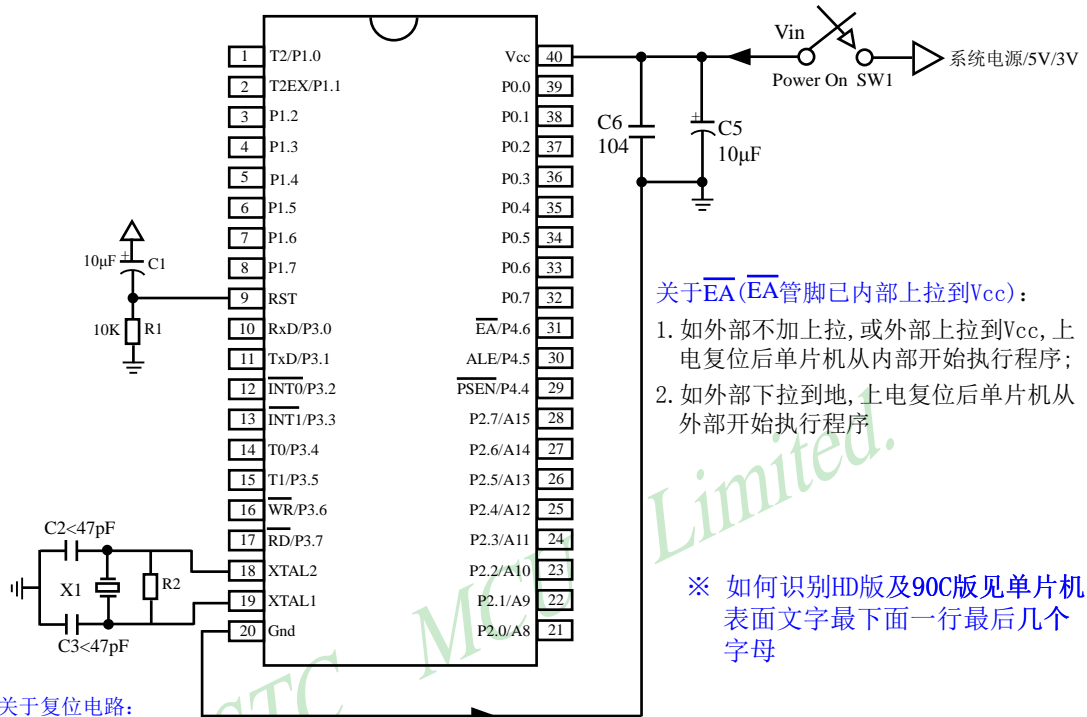 Vin
系统电源/5V/3V
Power On SW1
1 T2/P1.0
Vcc 40
2 T2EX/P1.1
P0.0 39
3 P1.2
P0.1 38
4 P1.3
P0.2 37
5 P1.4
P0.3 36
6 P1.5
P0.4 35
7 P1.6
P0.5 34
8 P1.7
P0.6 33
9 RST
P0.7 32
10 RxD/P3.0
EA/P4.6 31
11 TxD/P3.1
ALE/P4.5 30
12 INT0/P3.2
PSEN/P4.4 29
13 INT1/P3.3
P2.7/A15 28
14 T0/P3.4
P2.6/A14 27
15 T1/P3.5
P2.5/A13 26
16 WR/P3.6
P2.4/A12 25
17 RD/P3.7
P2.3/A11 24
18 XTAL2
P2.2/A10 23
19 XTAL1
P2.1/A9 22
20 Gnd
P2.0/A8 21
C6
104
+
C5
10μF
10μF + C1
10K R1
C2<47pF
X1 R2
C3<47pF
关于EA(EA管脚已内部上拉到Vcc):
1.如外部不加上拉,或外部上拉到Vcc,上
电复位后单片机从内部开始执行程序;
2.如外部下拉到地,上电复位后单片机从
外部开始执行程序
※ 如何识别HD版及90C版见单片机
表面文字最下面一行最后几个
字母
关于复位电路:
STC MCU Limited.